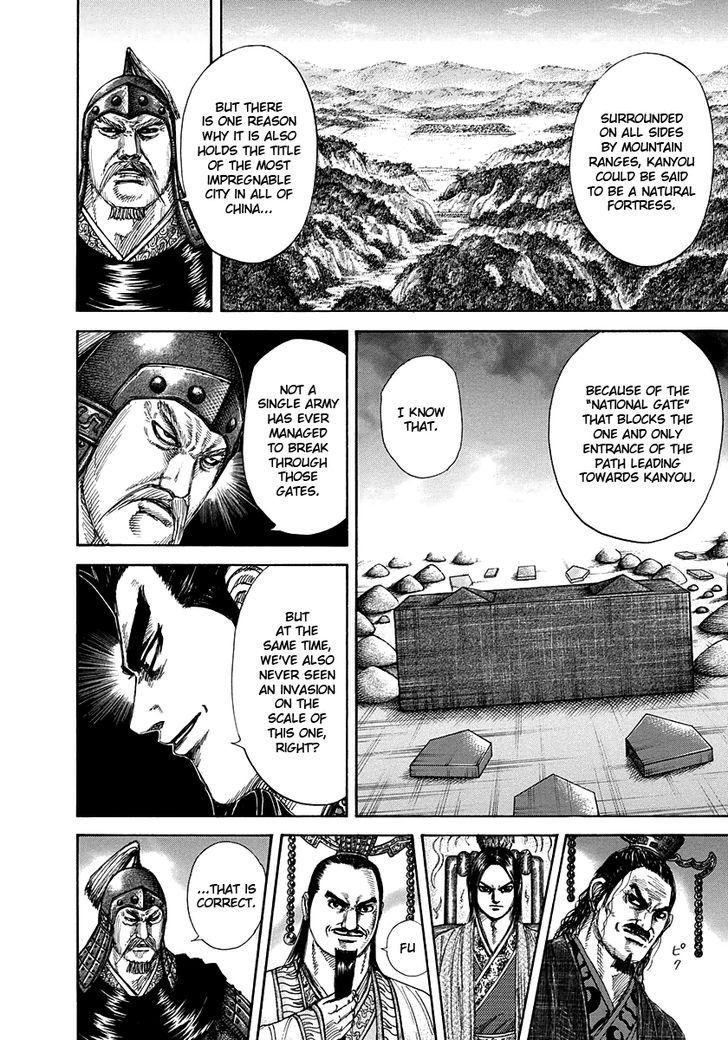 SURROUNDED
ON ALL SIDES
BY MOUNTAIN
RANGES, KANYOU
COULD BE SAID
TO BE A NATURAL
FORTRESS.
BUT THERE
IS ONE REASON
WHY IT IS ALSO
HOLDS THE TITLE
OF THE MOST
IMPREGNABLE
CITY IN ALL OF
CHINA...
BECAUSE OF THE
"NATIONAL GATE"
THAT BLOCKS THE
ONE AND ONLY
ENTRANCE OF THE
PATH LEADING
TOWARDS KANYOU.
I KNOW
THAT.
NOT A
SINGLE ARMY
HAS EVER
MANAGED
TO BREAK
THROUGH
THOSE
GATES.
BUT
AT THE
SAME TIME,
WE'VE ALSO
NEVER SEEN
AN INVASION
ON THE
SCALE OF
THIS ONE,
RIGHT?
ピク
FU
...THAT IS
CORRECT.